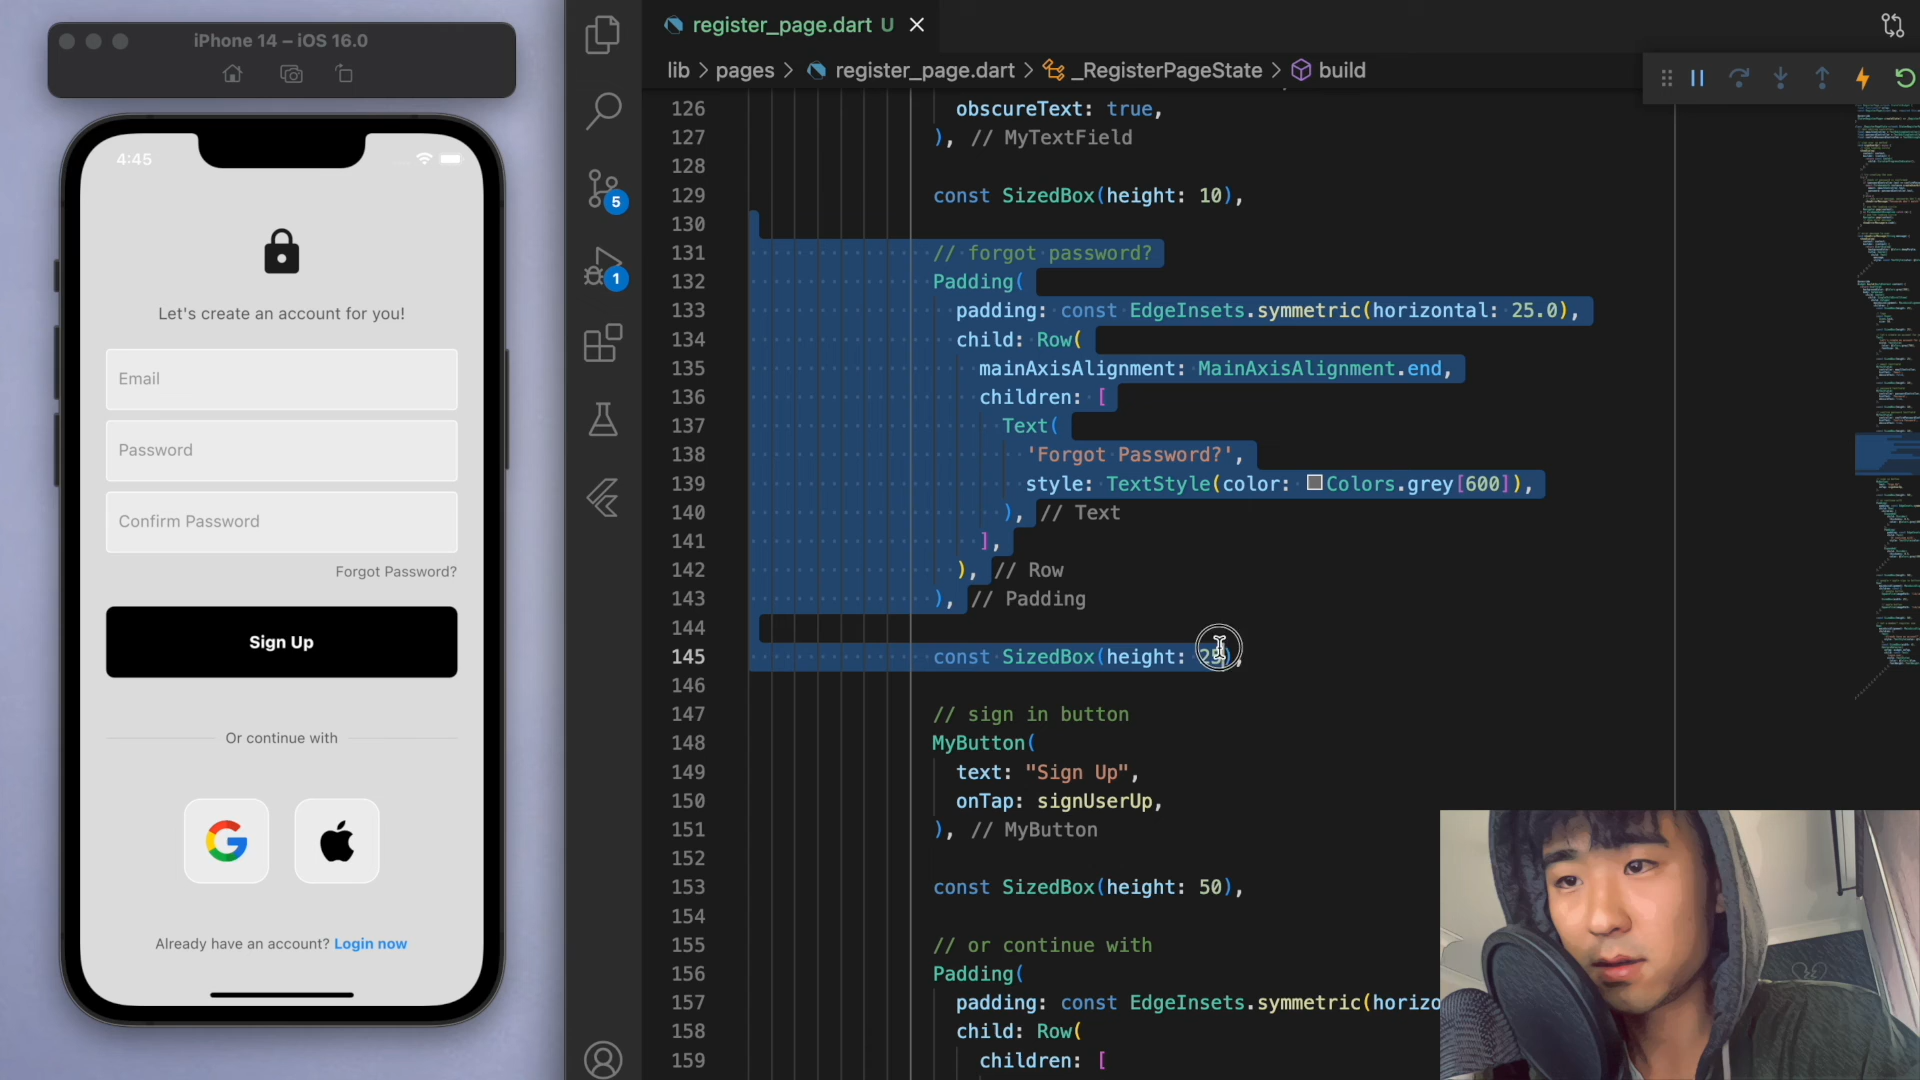 iPhone 14 – iOS 16.0
4:45
Let's create an account for you!
Email
Password
Confirm Password
Forgot Password?
Sign Up
Or continue with
Already have an account? Login now
5
1
register_page.dart U
lib > pages > register_page.dart > _RegisterPageState > build
126 obscureText: true,
127 ), // MyTextField
128
129 const SizedBox(height: 10),
130
131 // forgot password?
132 Padding(
133 padding: const EdgeInsets.symmetric(horizontal: 25.0),
134 child: Row(
135 mainAxisAlignment: MainAxisAlignment.end,
136 children: [
137 Text(
138 'Forgot Password?',
139 style: TextStyle(color: Colors.grey[600]),
140 ), // Text
141 ],
142 ), // Row
143 ), // Padding
144
145 const SizedBox(height: 25),
146
147 // sign in button
148 MyButton(
149 text: "Sign Up",
150 onTap: signUserUp,
151 ), // MyButton
152
153 const SizedBox(height: 50),
154
155 // or continue with
156 Padding(
157 padding: const EdgeInsets.symmetric(horizo
158 child: Row(
159 children: [